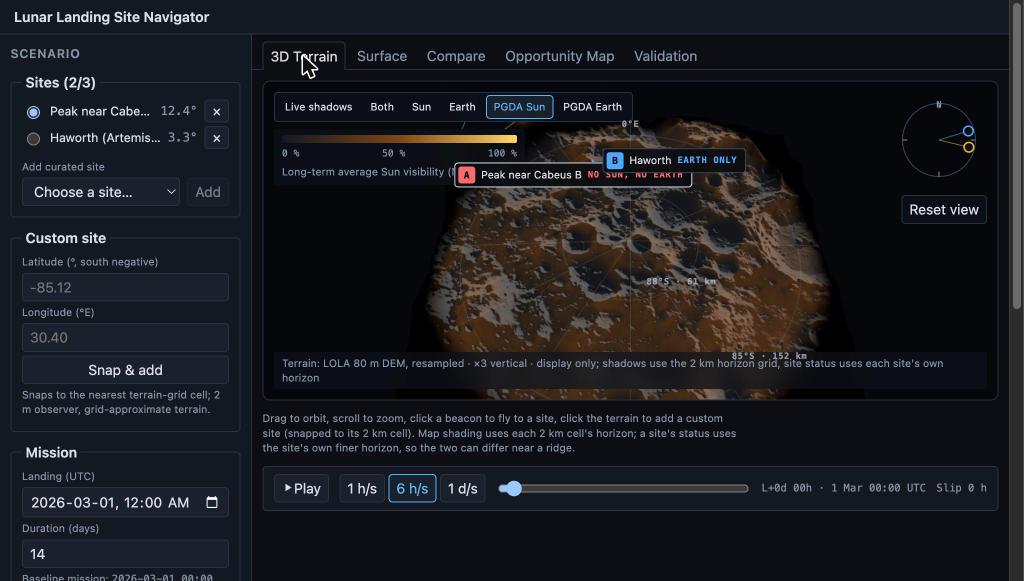 Lunar Landing Site Navigator
SCENARIO
Sites (2/3)
Peak near Cabe... 12.4° ×
Haworth (Artemis... 3.3° ×
Add curated site
Choose a site... Add
Custom site
Latitude (°, south negative)
-85.12
Longitude (°E)
30.40
Snap & add
Snaps to the nearest terrain-grid cell; 2
m observer, grid-approximate terrain.
Mission
Landing (UTC)
2026-03-01, 12:00 AM
Duration (days)
14
Baseline mission: 2026-03-01 00:00
3D Terrain Surface Compare Opportunity Map Validation
Live shadows Both Sun Earth PGDA Sun PGDA Earth
0 % 50 % 100 %
Long-term average Sun visibility
N
0°E
B Haworth EARTH ONLY
A Peak near Cabeus B NO SUN, NO EARTH
Reset view
88°S · 61 km
85°S · 152 km
Terrain: LOLA 80 m DEM, resampled · ×3 vertical · display only; shadows use the 2 km horizon grid, site status uses each site's own
horizon
Drag to orbit, scroll to zoom, click a beacon to fly to a site, click the terrain to add a custom
site (snapped to its 2 km cell). Map shading uses each 2 km cell's horizon; a site's status uses
the site's own finer horizon, so the two can differ near a ridge.
Play 1 h/s 6 h/s 1 d/s L+0d 00h · 1 Mar 00:00 UTC Slip 0 h